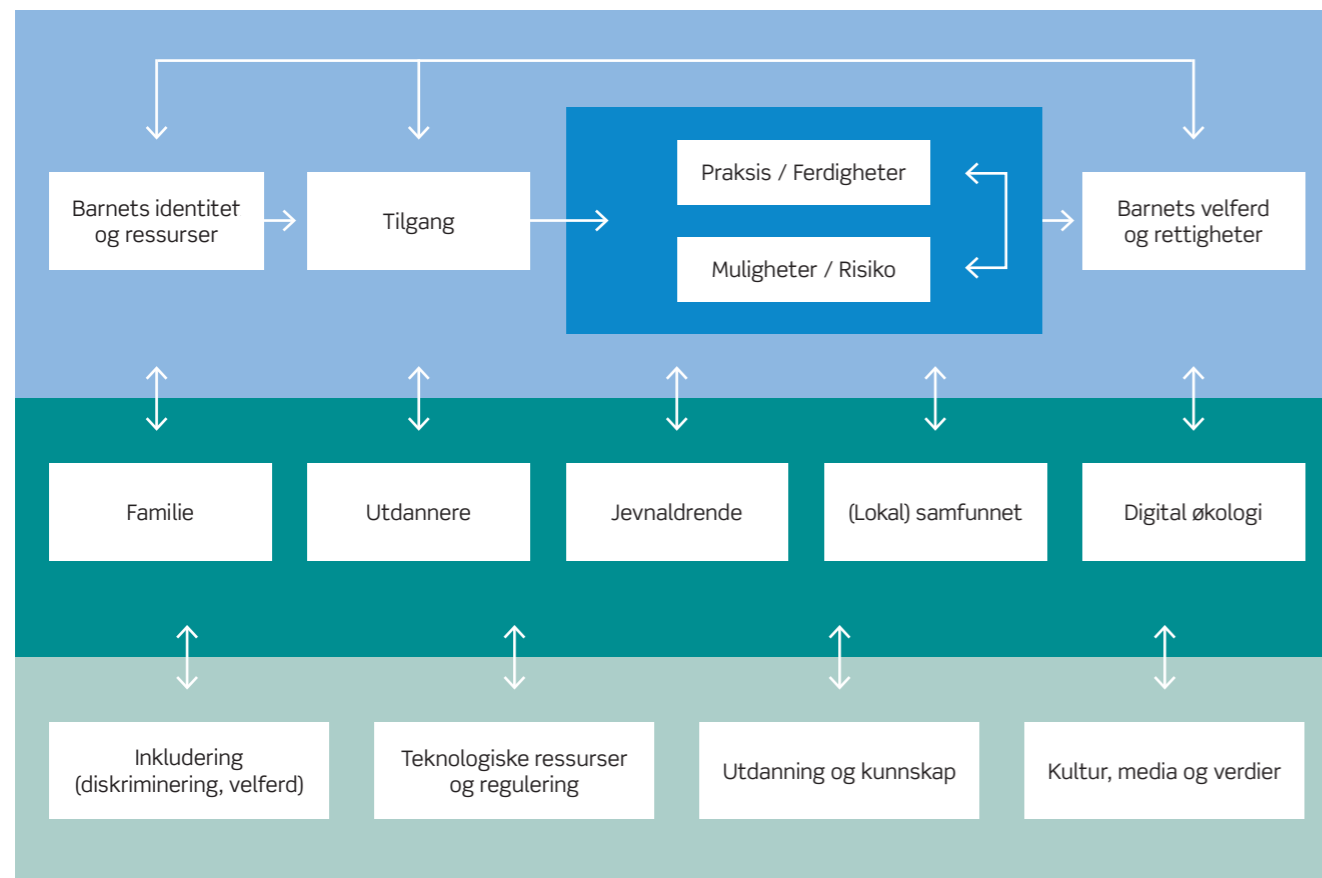 Barnets identitet
og ressurser
Tilgang
Praksis / Ferdigheter
Muligheter / Risiko
Barnets velferd
og rettigheter
Familie
Utdannere
Jevnaldrende
(Lokal) samfunnet
Digital økologi
Inkludering
(diskriminering, velferd)
Teknologiske ressurser
og regulering
Utdanning og kunnskap
Kultur, media og verdier